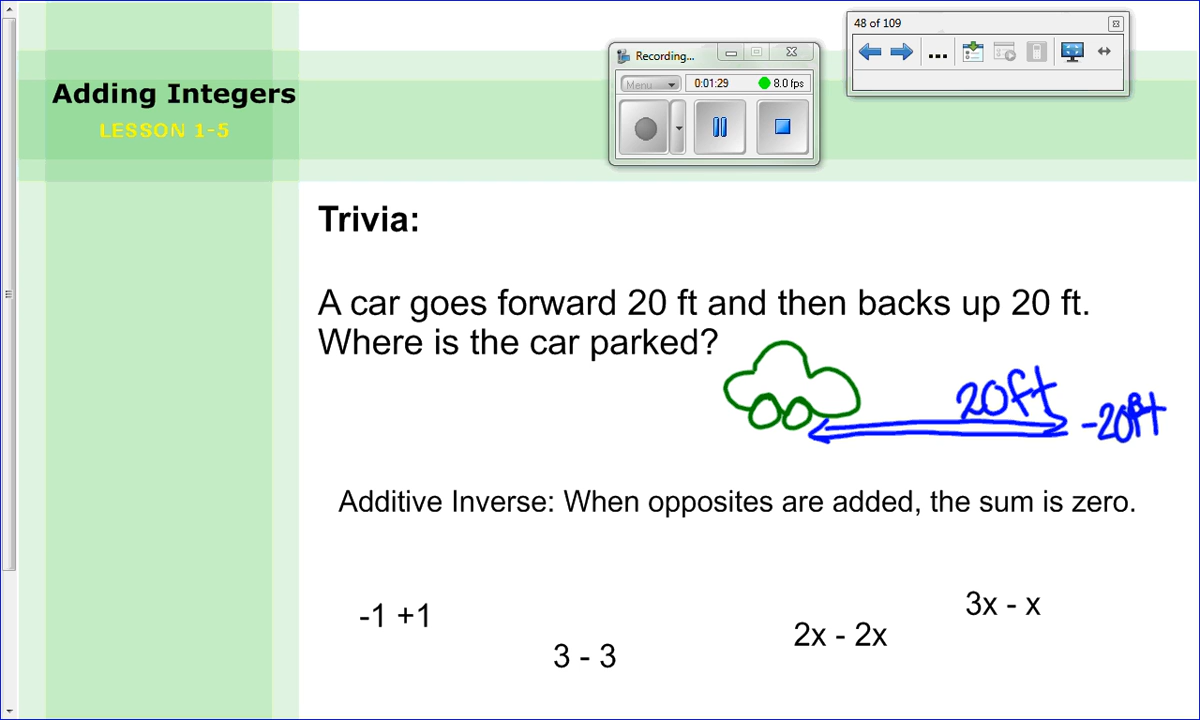 48 of 109
Recording...
Menu
0:01:29
8.0 fps
Adding Integers
LESSON 1-5
Trivia:
A car goes forward 20 ft and then backs up 20 ft.
Where is the car parked?
20ft
-20ft
Additive Inverse: When opposites are added, the sum is zero.
-1 +1
3 - 3
2x - 2x
3x - x